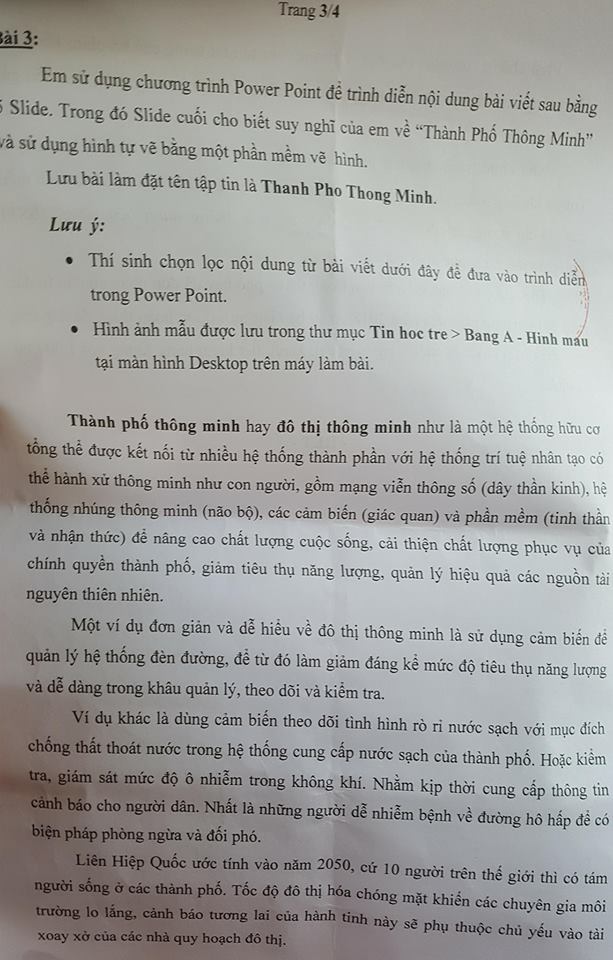 Trang 3/4
Bài 3:
Em sử dụng chương trình Power Point để trình diễn nội dung bài viết sau bằng
Slide. Trong đó Slide cuối cho biết suy nghĩ của em về “Thành Phố Thông Minh”
và sử dụng hình tự vẽ bằng một phần mềm vẽ hình.
Lưu bài làm đặt tên tập tin là Thanh Pho Thong Minh.
Lưu ý:
• Thí sinh chọn lọc nội dung từ bài viết dưới đây để đưa vào trình diễn
trong Power Point.
• Hình ảnh mẫu được lưu trong thư mục Tin hoc tre > Bang A - Hinh mau
tại màn hình Desktop trên máy làm bài.
Thành phố thông minh hay đô thị thông minh như là một hệ thống hữu cơ
tổng thể được kết nối từ nhiều hệ thống thành phần với hệ thống trí tuệ nhân tạo có
thể hành xử thông minh như con người, gồm mạng viễn thông số (dây thần kinh), hệ
thống nhúng thông minh (não bộ), các cảm biến (giác quan) và phần mềm (tinh thần
và nhận thức) để nâng cao chất lượng cuộc sống, cải thiện chất lượng phục vụ của
chính quyền thành phố, giảm tiêu thụ năng lượng, quản lý hiệu quả các nguồn tài
nguyên thiên nhiên.
Một ví dụ đơn giản và dễ hiểu về đô thị thông minh là sử dụng cảm biến để
quản lý hệ thống đèn đường, để từ đó làm giảm đáng kể mức độ tiêu thụ năng lượng
và dễ dàng trong khâu quản lý, theo dõi và kiểm tra.
Ví dụ khác là dùng cảm biến theo dõi tình hình rò rỉ nước sạch với mục đích
chống thất thoát nước trong hệ thống cung cấp nước sạch của thành phố. Hoặc kiểm
tra, giám sát mức độ ô nhiễm trong không khí. Nhằm kịp thời cung cấp thông tin
cảnh báo cho người dân. Nhất là những người dễ nhiễm bệnh về đường hô hấp để có
biện pháp phòng ngừa và đối phó.
Liên Hiệp Quốc ước tính vào năm 2050, cứ 10 người trên thế giới thì có tám
người sống ở các thành phố. Tốc độ đô thị hóa chóng mặt khiến các chuyên gia môi
trường lo lắng, cảnh báo tương lai của hành tinh này sẽ phụ thuộc chủ yếu vào tài
xoay xở của các nhà quy hoạch đô thị.